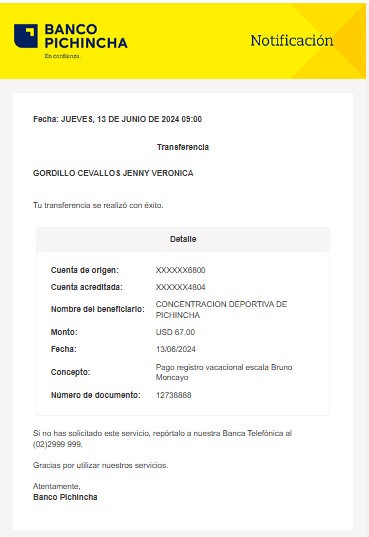 BANCO
PICHINCHA
En confianza.
Notificación
Fecha: JUEVES, 13 DE JUNIO DE 2024 09:00
Transferencia
GORDILLO CEVALLOS JENNY VERONICA
Tu transferencia se realizó con éxito.
Detalle
Cuenta de origen: XXXXXX6800
Cuenta acreditada: XXXXXX4804
Nombre del beneficiario: CONCENTRACION DEPORTIVA DE
PICHINCHA
Monto: USD 67.00
Fecha: 13/06/2024
Concepto: Pago registro vacacional escala Bruno
Moncayo
Número de documento: 12738888
Si no has solicitado este servicio, repórtalo a nuestra Banca Telefónica al
(02)2999 999.
Gracias por utilizar nuestros servicios.
Atentamente,
Banco Pichincha